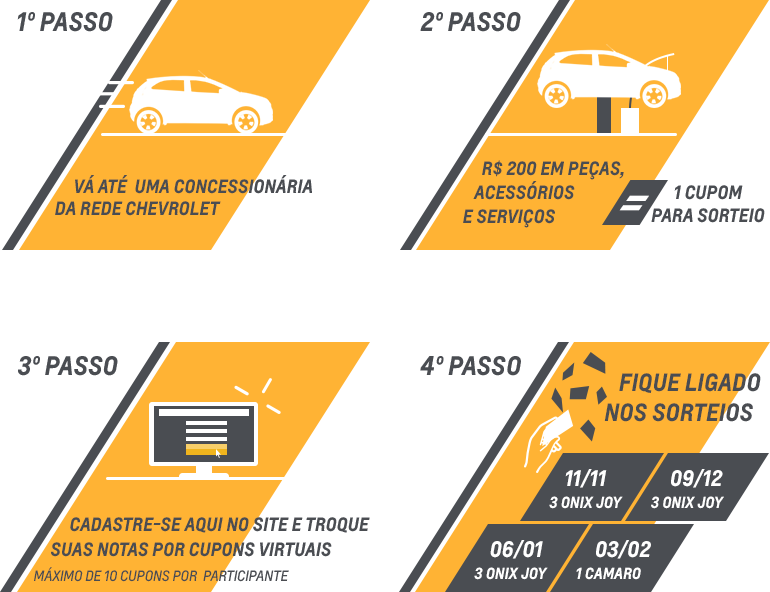 1º PASSO
VÁ ATÉ UMA CONCESSIONÁRIA
DA REDE CHEVROLET
2º PASSO
R$ 200 EM PEÇAS,
ACESSÓRIOS
E SERVIÇOS
=
1 CUPOM
PARA SORTEIO
3º PASSO
CADASTRE-SE AQUI NO SITE E TROQUE
SUAS NOTAS POR CUPONS VIRTUAIS
MÁXIMO DE 10 CUPONS POR PARTICIPANTE
4º PASSO
FIQUE LIGADO
NOS SORTEIOS
11/11
3 ONIX JOY
09/12
3 ONIX JOY
06/01
3 ONIX JOY
03/02
1 CAMARO